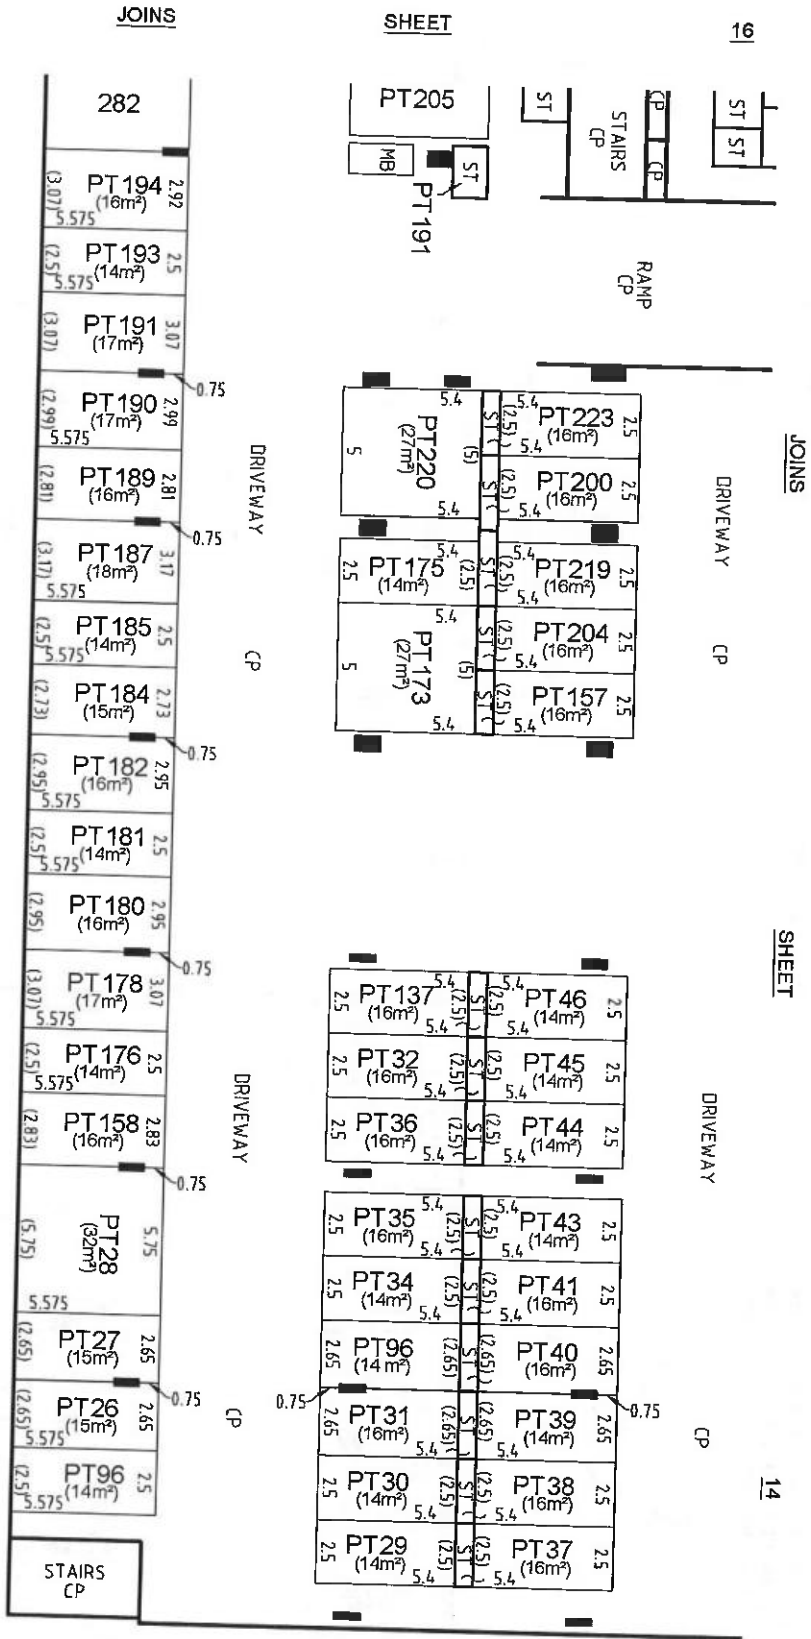 JOINS
SHEET
16
282
PT205
MB
ST
PT191
ST
STAIRS
CP
CP
CP
ST
ST
RAMP
CP
PT194
(16m²)
2.92
(3.07)
5.575
PT193
(14m²)
2.5
(2.5)
5.575
PT191
(17m²)
3.07
(3.07)
0.75
PT190
(17m²)
2.99
(2.99)
5.575
PT189
(16m²)
2.81
(2.81)
0.75
PT187
(18m²)
3.17
(3.17)
5.575
PT185
(14m²)
2.5
(2.5)
5.575
PT184
(15m²)
2.73
(2.73)
0.75
PT182
(16m²)
2.95
(2.95)
5.575
PT181
(14m²)
2.5
(2.5)
5.575
PT180
(16m²)
2.95
(2.95)
0.75
PT178
(17m²)
3.07
(3.07)
5.575
PT176
(14m²)
2.5
(2.5)
5.575
PT158
(16m²)
2.83
(2.83)
0.75
PT28
(32m²)
5.75
(5.75)
5.575
PT27
(15m²)
2.65
(2.65)
0.75
PT26
(15m²)
2.65
(2.65)
5.575
PT96
(14m²)
2.5
(2.5)
5.575
STAIRS
CP
DRIVEWAY
CP
DRIVEWAY
CP
PT220
(27m²)
5.4
5
(5)
5.4
ST
ST
PT223
(16m²)
5.4
(2.5)
2.5
5.4
PT200
(16m²)
(2.5)
2.5
5.4
PT175
(14m²)
5.4
2.5
(2.5)
5.4
ST
PT219
(16m²)
5.4
(2.5)
2.5
5.4
PT173
(27m²)
5
(5)
5.4
ST
ST
PT204
(16m²)
(2.5)
2.5
5.4
PT157
(16m²)
(2.5)
2.5
5.4
PT137
(16m²)
5.4
2.5
(2.5)
5.4
ST
PT46
(14m²)
5.4
(2.5)
2.5
5.4
PT32
(16m²)
2.5
(2.5)
5.4
ST
PT45
(14m²)
(2.5)
2.5
5.4
PT36
(16m²)
2.5
(2.5)
5.4
ST
PT44
(14m²)
(2.5)
2.5
5.4
PT35
(16m²)
5.4
2.5
(2.5)
5.4
ST
PT43
(14m²)
5.4
(2.5)
2.5
5.4
PT34
(14m²)
2.5
(2.5)
5.4
ST
PT41
(16m²)
(2.5)
2.5
5.4
PT96
(14m²)
2.65
(2.65)
ST
PT40
(16m²)
(2.65)
2.65
0.75
0.75
PT31
(16m²)
2.65
(2.65)
5.4
ST
PT39
(14m²)
(2.65)
2.65
5.4
PT30
(14m²)
2.5
(2.5)
5.4
ST
PT38
(16m²)
(2.5)
2.5
5.4
PT29
(14m²)
2.5
(2.5)
5.4
ST
PT37
(16m²)
(2.5)
2.5
5.4
DRIVEWAY
CP
DRIVEWAY
CP
JOINS
SHEET
14